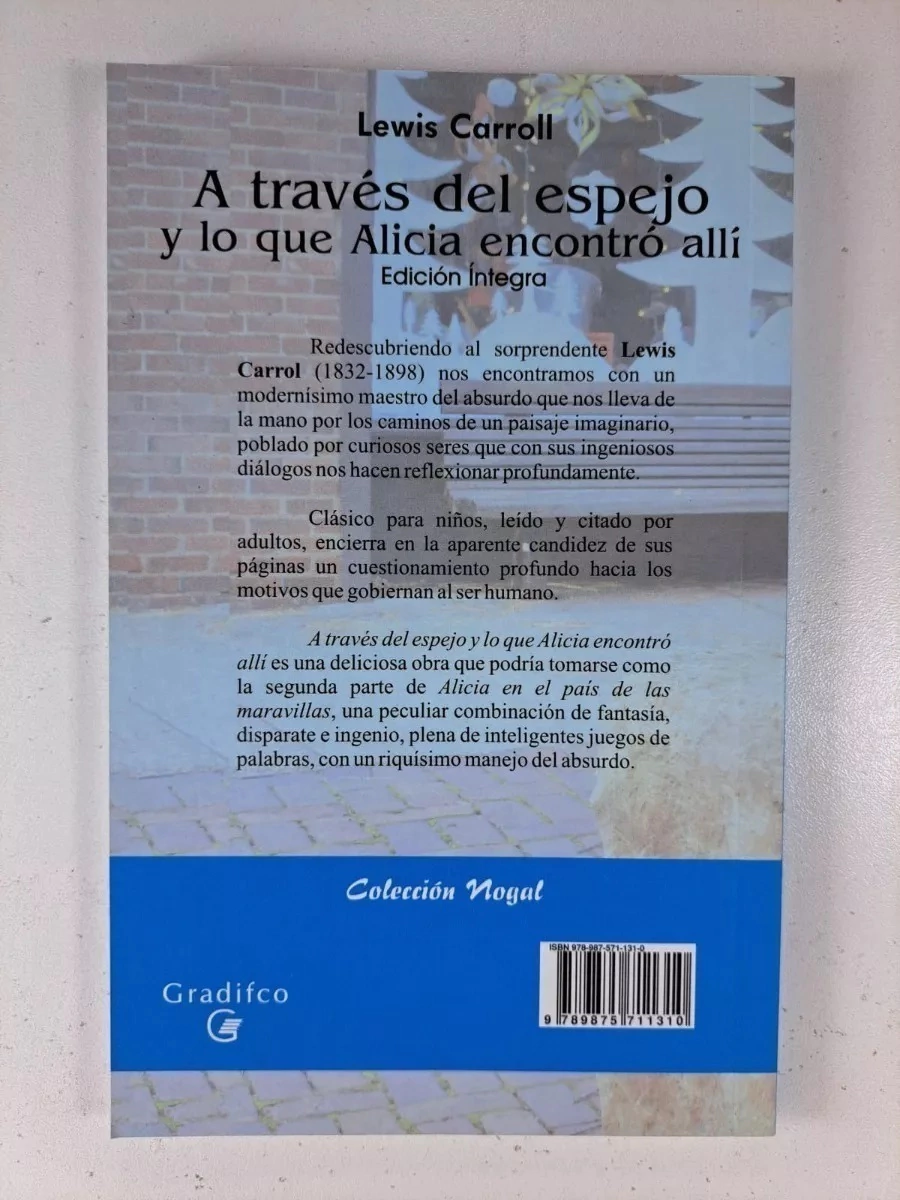 Lewis Carroll
A través del espejo
y lo que Alicia encontró allí
Edición Íntegra
Redescubriendo al sorprendente Lewis
Carrol (1832-1898) nos encontramos con un
modernísimo maestro del absurdo que nos lleva de
la mano por los caminos de un paisaje imaginario,
poblado por curiosos seres que con sus ingeniosos
diálogos nos hacen reflexionar profundamente.
Clásico para niños, leído y citado por
adultos, encierra en la aparente candidez de sus
páginas un cuestionamiento profundo hacia los
motivos que gobiernan al ser humano.
A través del espejo y lo que Alicia encontró
allí es una deliciosa obra que podría tomarse como
la segunda parte de Alicia en el país de las
maravillas, una peculiar combinación de fantasía,
disparate e ingenio, plena de inteligentes juegos de
palabras, con un riquísimo manejo del absurdo.
Colección Nogal
Gradifco
ISBN 978-987-571-131-0
9 789875 711310